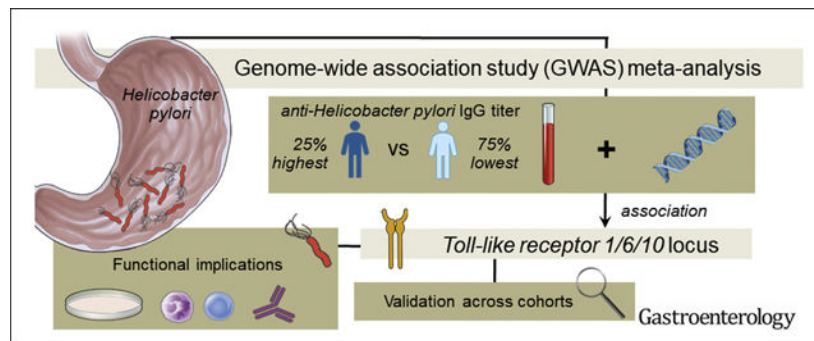 Helicobacter
pylori
Genome-wide association study (GWAS) meta-analysis
anti-Helicobacter pylori IgG titer
25%
highest
VS
75%
lowest
+
association
Toll-like receptor 1/6/10 locus
Functional implications
Validation across cohorts
Gastroenterology